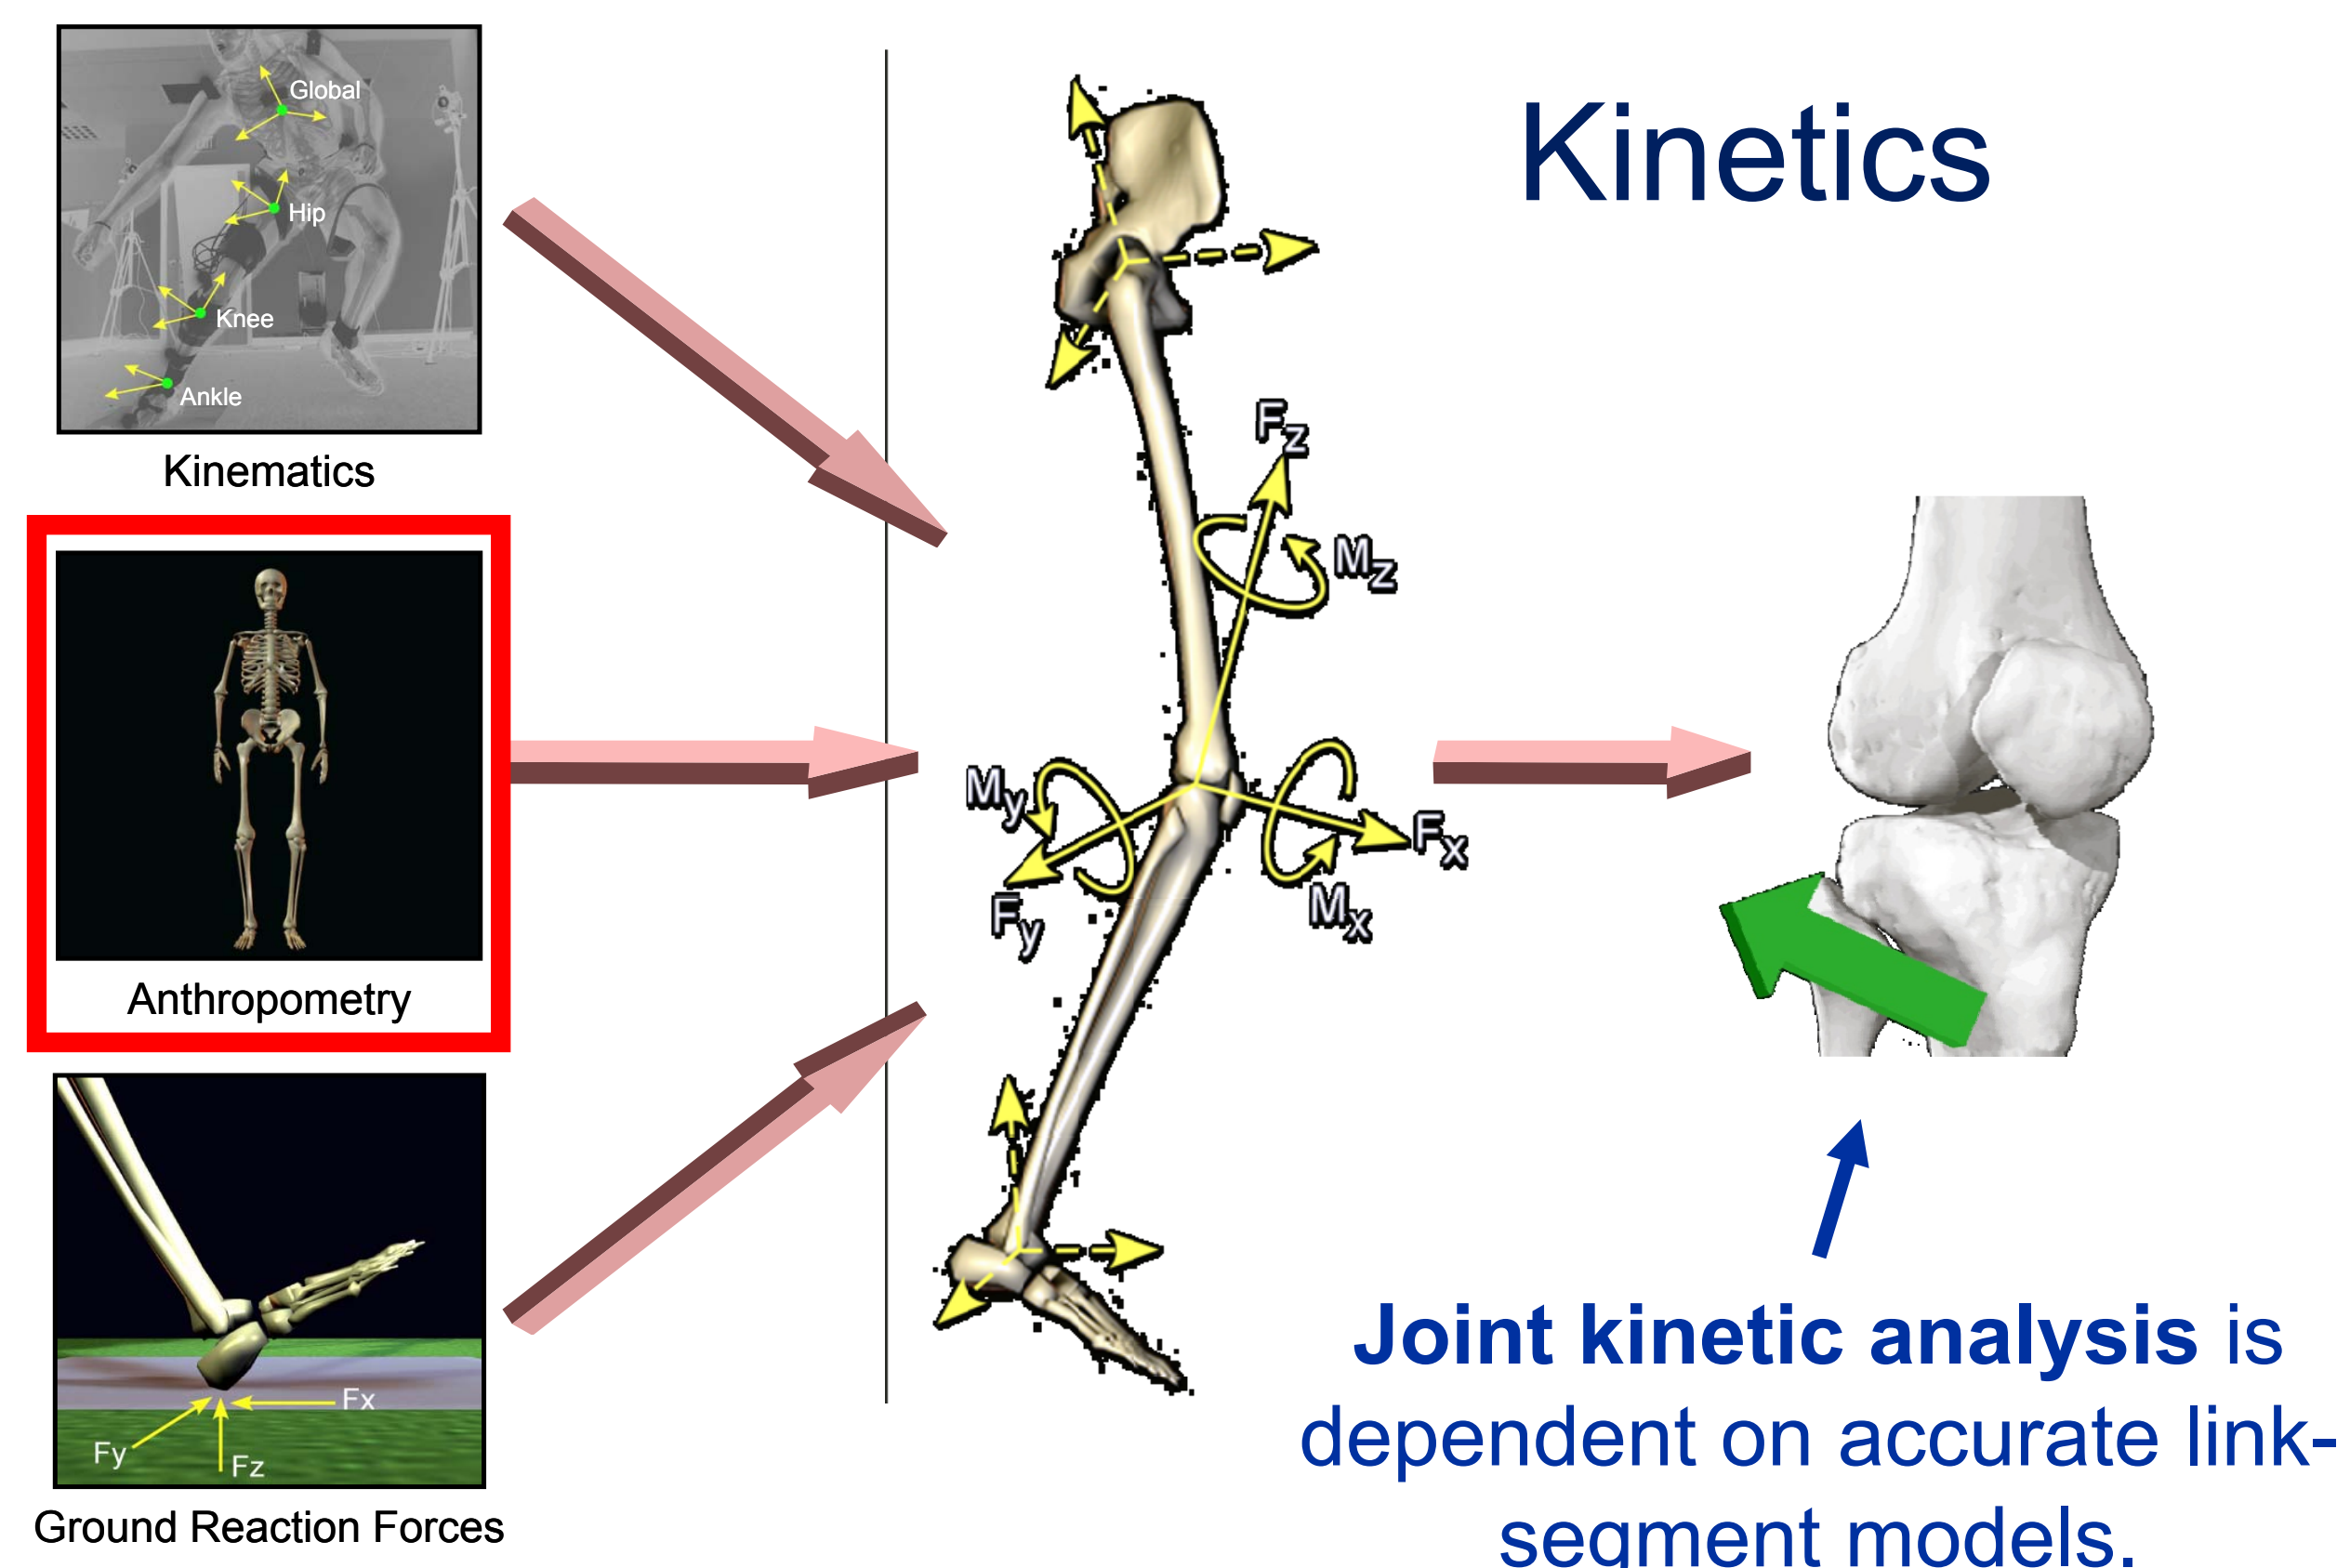 Kinetics
Global
Hip
Knee
Ankle
Kinematics
Anthropometry
Fx
Fy
Fz
Ground Reaction Forces
Fz
Mz
My
Fy
Fx
Mx
Joint kinetic analysis is
dependent on accurate link-
segment models.